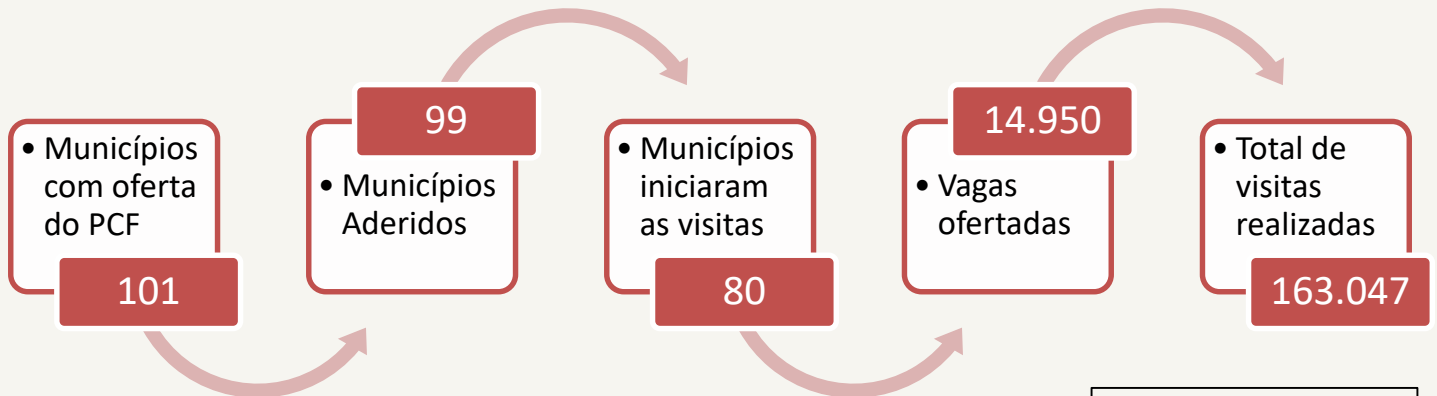 • Municípios
com oferta
do PCF
101
99
• Municípios
Aderidos
• Municípios
iniciaram
as visitas
80
14.950
• Vagas
ofertadas
• Total de
visitas
realizadas
163.047